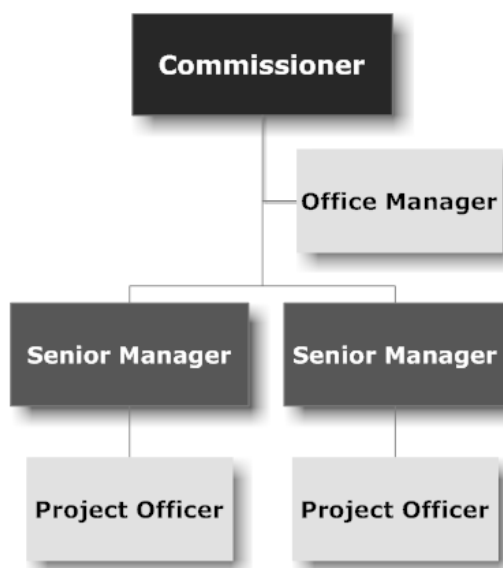 Commissioner
Office Manager
Senior Manager
Senior Manager
Project Officer
Project Officer